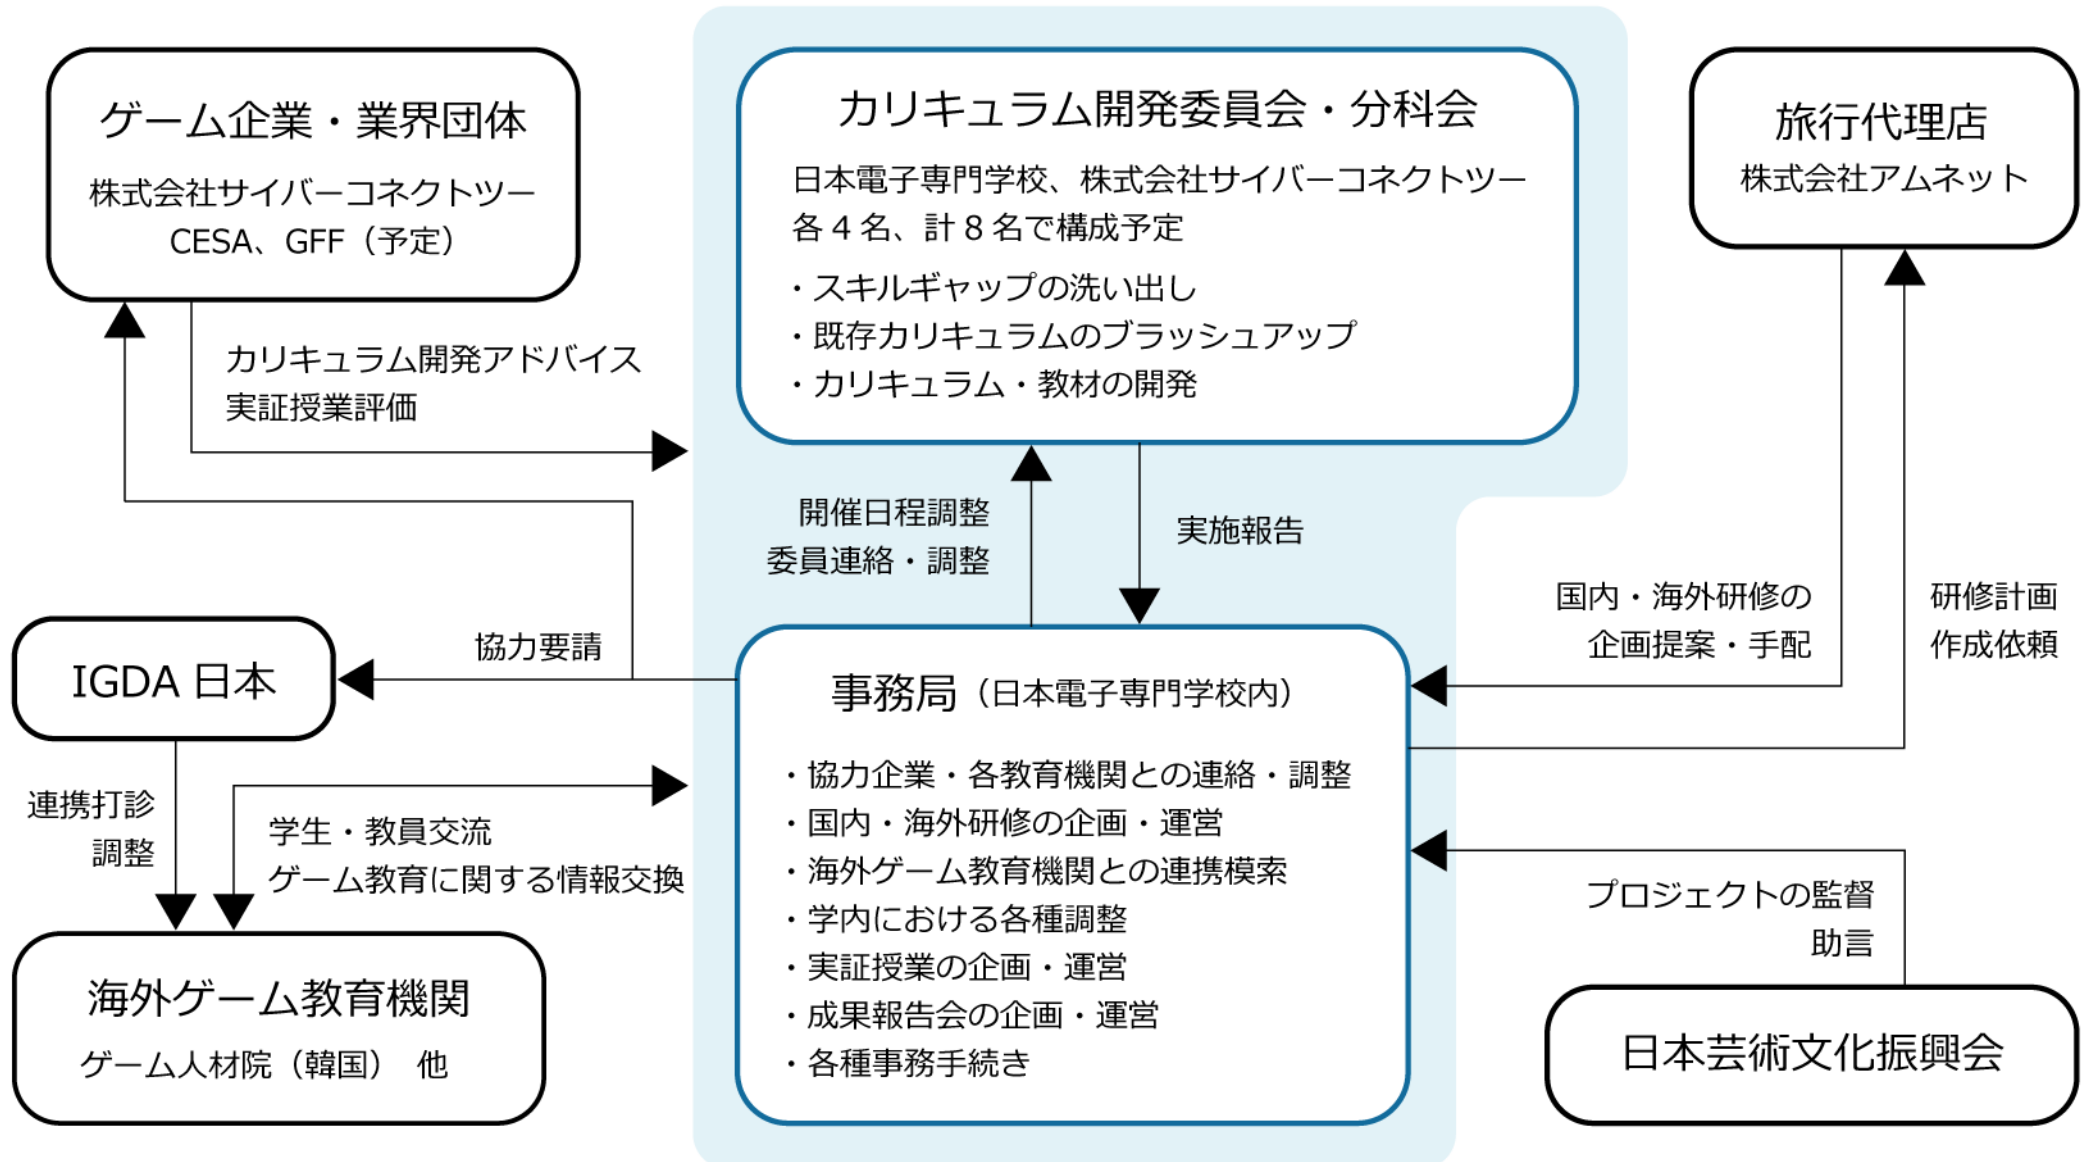 ゲーム企業・業界団体
株式会社サイバーコネクトツー
CESA、GFF（予定）
カリキュラム開発アドバイス
実証授業評価
カリキュラム開発委員会・分科会
日本電子専門学校、株式会社サイバーコネクトツー
各４名、計８名で構成予定
・スキルギャップの洗い出し
・既存カリキュラムのブラッシュアップ
・カリキュラム・教材の開発
旅行代理店
株式会社アムネット
開催日程調整
委員連絡・調整
実施報告
国内・海外研修の
企画提案・手配
研修計画
作成依頼
協力要請
IGDA 日本
連携打診
調整
学生・教員交流
ゲーム教育に関する情報交換
海外ゲーム教育機関
ゲーム人材院（韓国）　他
事務局（日本電子専門学校内）
・協力企業・各教育機関との連絡・調整
・国内・海外研修の企画・運営
・海外ゲーム教育機関との連携模索
・学内における各種調整
・実証授業の企画・運営
・成果報告会の企画・運営
・各種事務手続き
プロジェクトの監督
助言
日本芸術文化振興会